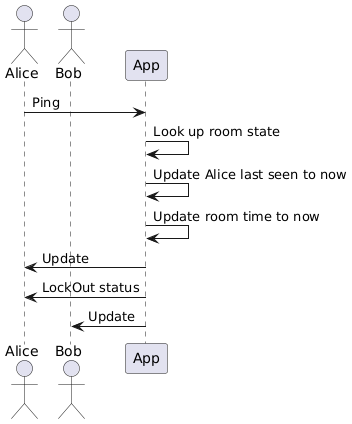 Alice
Bob
App
Ping
Look up room state
Update Alice last seen to now
Update room time to now
Update
LockOut status
Update
Alice
Bob
App